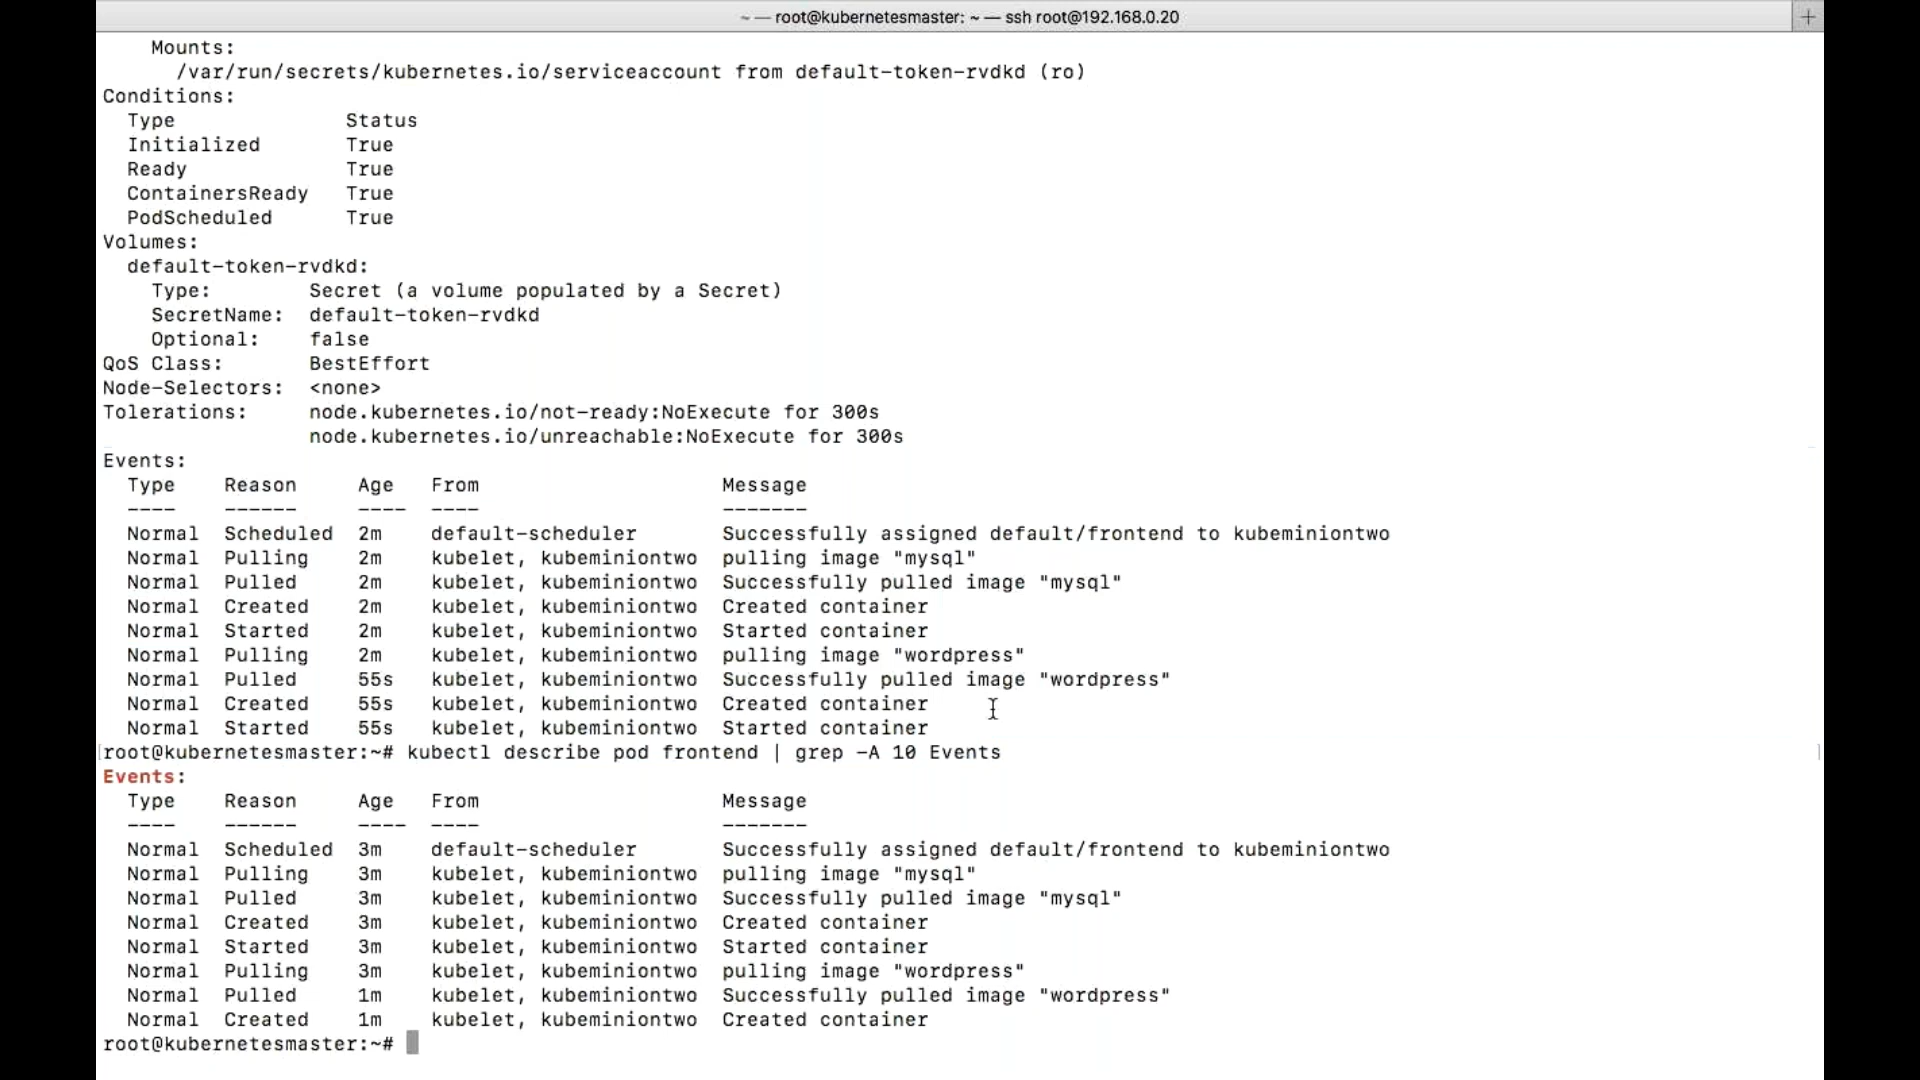 ~ — root@kubernetesmaster: ~ — ssh root@192.168.0.20 +
    Mounts:
      /var/run/secrets/kubernetes.io/serviceaccount from default-token-rvdkd (ro)
Conditions:
  Type              Status
  Initialized       True
  Ready             True
  ContainersReady   True
  PodScheduled      True
Volumes:
  default-token-rvdkd:
    Type:        Secret (a volume populated by a Secret)
    SecretName:  default-token-rvdkd
    Optional:    false
QoS Class:       BestEffort
Node-Selectors:  <none>
Tolerations:     node.kubernetes.io/not-ready:NoExecute for 300s
                 node.kubernetes.io/unreachable:NoExecute for 300s
Events:
  Type    Reason     Age   From                    Message
  ----    ------     ----  ----                    -------
  Normal  Scheduled  2m    default-scheduler       Successfully assigned default/frontend to kubeminiontwo
  Normal  Pulling    2m    kubelet, kubeminiontwo  pulling image "mysql"
  Normal  Pulled     2m    kubelet, kubeminiontwo  Successfully pulled image "mysql"
  Normal  Created    2m    kubelet, kubeminiontwo  Created container
  Normal  Started    2m    kubelet, kubeminiontwo  Started container
  Normal  Pulling    2m    kubelet, kubeminiontwo  pulling image "wordpress"
  Normal  Pulled     55s   kubelet, kubeminiontwo  Successfully pulled image "wordpress"
  Normal  Created    55s   kubelet, kubeminiontwo  Created container
  Normal  Started    55s   kubelet, kubeminiontwo  Started container
root@kubernetesmaster:~# kubectl describe pod frontend | grep -A 10 Events
Events:
  Type    Reason     Age   From                    Message
  ----    ------     ----  ----                    -------
  Normal  Scheduled  3m    default-scheduler       Successfully assigned default/frontend to kubeminiontwo
  Normal  Pulling    3m    kubelet, kubeminiontwo  pulling image "mysql"
  Normal  Pulled     3m    kubelet, kubeminiontwo  Successfully pulled image "mysql"
  Normal  Created    3m    kubelet, kubeminiontwo  Created container
  Normal  Started    3m    kubelet, kubeminiontwo  Started container
  Normal  Pulling    3m    kubelet, kubeminiontwo  pulling image "wordpress"
  Normal  Pulled     1m    kubelet, kubeminiontwo  Successfully pulled image "wordpress"
  Normal  Created    1m    kubelet, kubeminiontwo  Created container
root@kubernetesmaster:~#